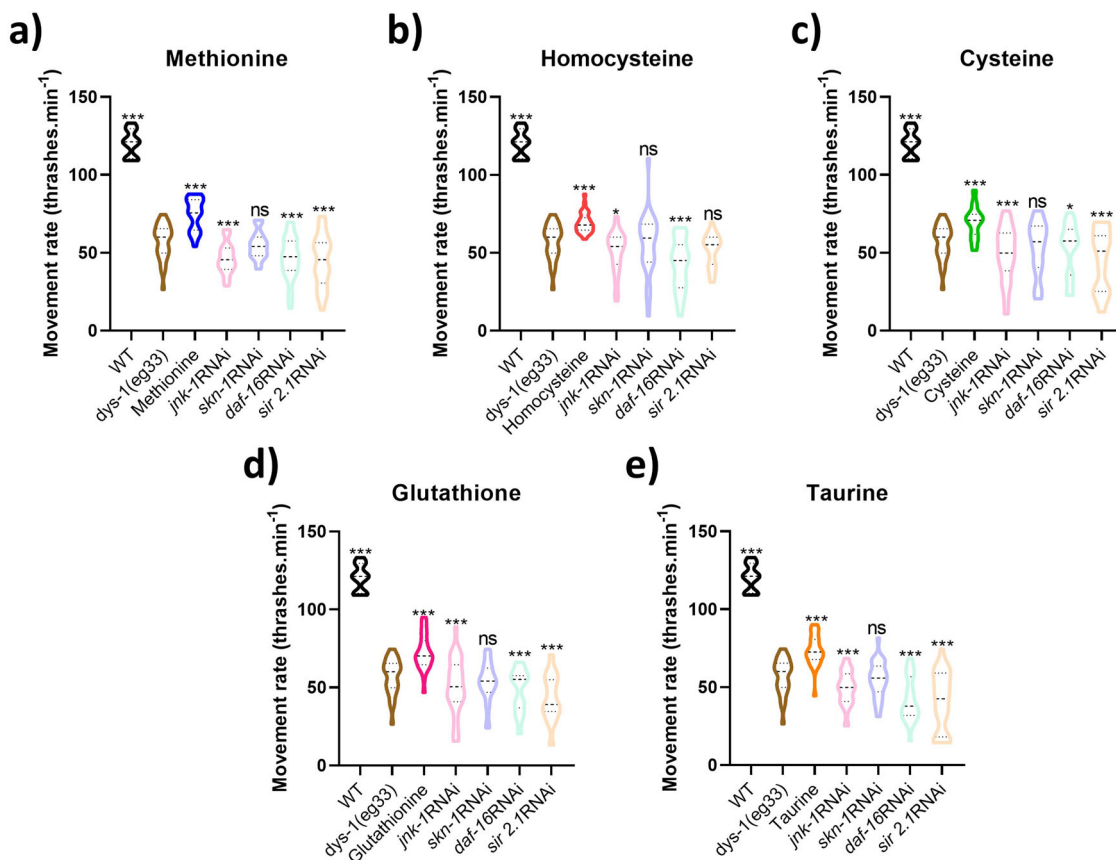 a)
Methionine
Movement rate (thrashes.min-1)
150
100
50
0
***
***
***
ns
***
***
WT
dys-1(eg33)
Methionine
jnk-1RNAi
skn-1RNAi
daf-16RNAi
sir 2.1RNAi
b)
Homocysteine
Movement rate (thrashes.min-1)
150
100
50
0
***
***
*
ns
***
ns
WT
dys-1(eg33)
Homocysteine
jnk-1RNAi
skn-1RNAi
daf-16RNAi
sir 2.1RNAi
c)
Cysteine
Movement rate (thrashes.min-1)
150
100
50
0
***
***
***
ns
*
***
WT
dys-1(eg33)
Cysteine
jnk-1RNAi
skn-1RNAi
daf-16RNAi
sir 2.1RNAi
d)
Glutathione
Movement rate (thrashes.min-1)
150
100
50
0
***
***
***
ns
***
***
WT
dys-1(eg33)
Glutathionine
jnk-1RNAi
skn-1RNAi
daf-16RNAi
sir 2.1RNAi
e)
Taurine
Movement rate (thrashes.min-1)
150
100
50
0
***
***
***
ns
***
***
WT
dys-1(eg33)
Taurine
jnk-1RNAi
skn-1RNAi
daf-16RNAi
sir 2.1RNAi